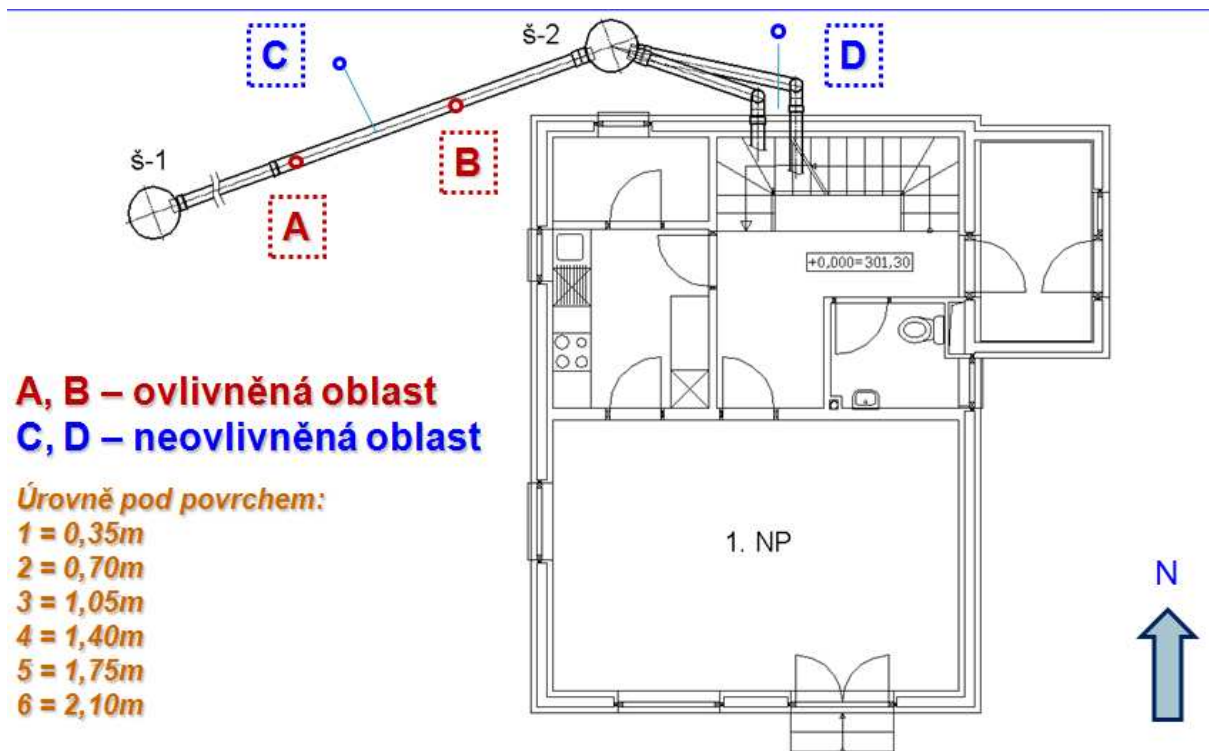 C
š-2
D
B
š-1
A
+0,000=301,30
A, B – ovlivněná oblast
C, D – neovlivněná oblast
Úrovně pod povrchem:
1 = 0,35m
2 = 0,70m
3 = 1,05m
4 = 1,40m
5 = 1,75m
6 = 2,10m
1. NP
N